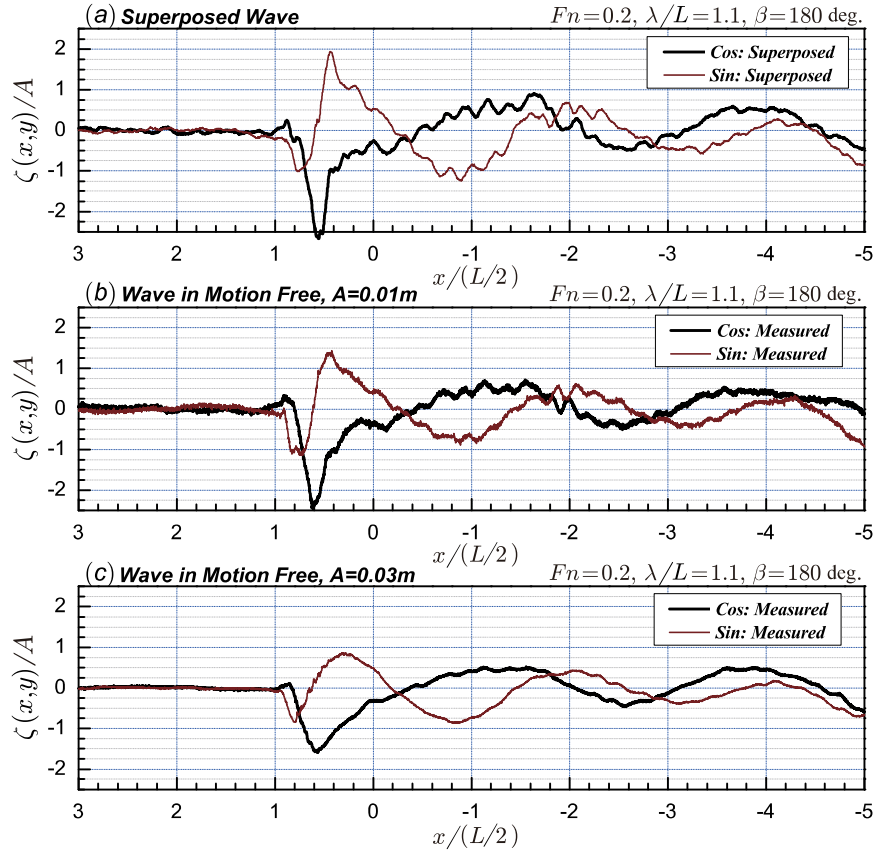 (a) Superposed Wave Fn=0.2, λ/L=1.1, β=180 deg.
Cos: Superposed
Sin: Superposed
ζ(x,y)/A
2
1
0
-1
-2
3 2 1 0 -1 -2 -3 -4 -5
x/(L/2)
(b) Wave in Motion Free, A=0.01m Fn=0.2, λ/L=1.1, β=180 deg.
Cos: Measured
Sin: Measured
ζ(x,y)/A
2
1
0
-1
-2
3 2 1 0 -1 -2 -3 -4 -5
x/(L/2)
(c) Wave in Motion Free, A=0.03m Fn=0.2, λ/L=1.1, β=180 deg.
Cos: Measured
Sin: Measured
ζ(x,y)/A
2
1
0
-1
-2
3 2 1 0 -1 -2 -3 -4 -5
x/(L/2)